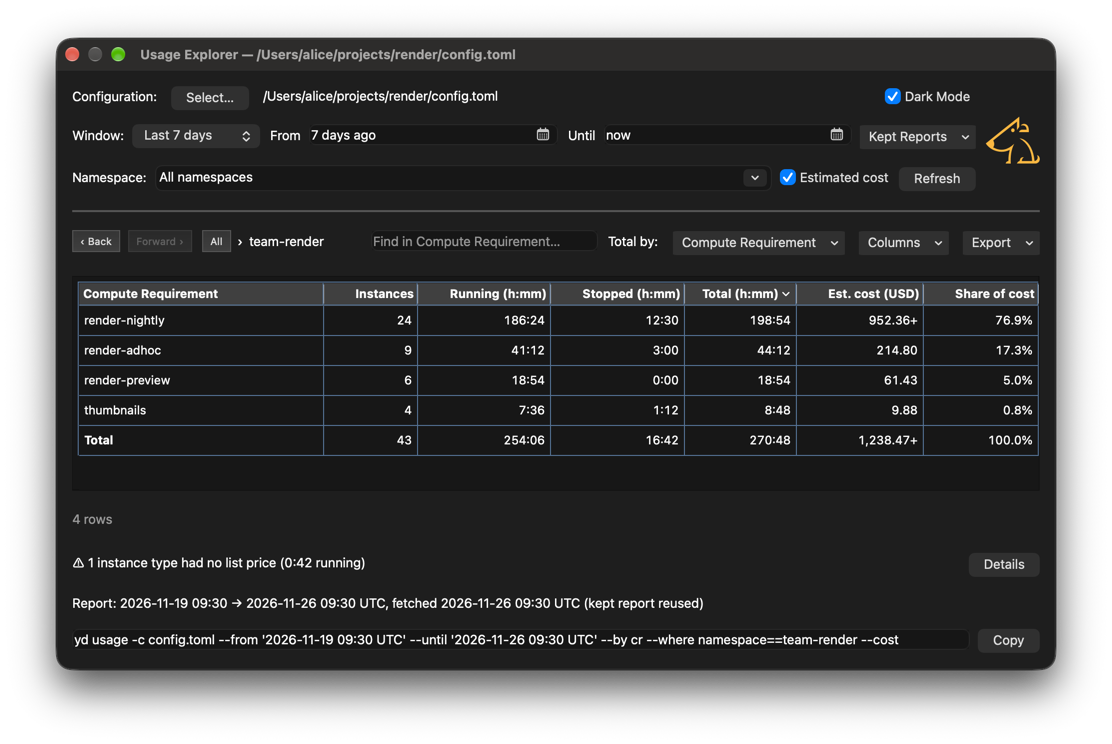 Usage Explorer — /Users/alice/projects/render/config.toml
Configuration: Select... /Users/alice/projects/render/config.toml Dark Mode
Window: Last 7 days From 7 days ago Until now Kept Reports
Namespace: All namespaces Estimated cost Refresh
‹ Back Forward › All › team-render Find in Compute Requirement... Total by: Compute Requirement Columns Export
Compute Requirement Instances Running (h:mm) Stopped (h:mm) Total (h:mm) Est. cost (USD) Share of cost
render-nightly 24 186:24 12:30 198:54 952.36+ 76.9%
render-adhoc 9 41:12 3:00 44:12 214.80 17.3%
render-preview 6 18:54 0:00 18:54 61.43 5.0%
thumbnails 4 7:36 1:12 8:48 9.88 0.8%
Total 43 254:06 16:42 270:48 1,238.47+ 100.0%
4 rows
⚠ 1 instance type had no list price (0:42 running) Details
Report: 2026-11-19 09:30 → 2026-11-26 09:30 UTC, fetched 2026-11-26 09:30 UTC (kept report reused)
yd usage -c config.toml --from '2026-11-19 09:30 UTC' --until '2026-11-26 09:30 UTC' --by cr --where namespace==team-render --cost Copy